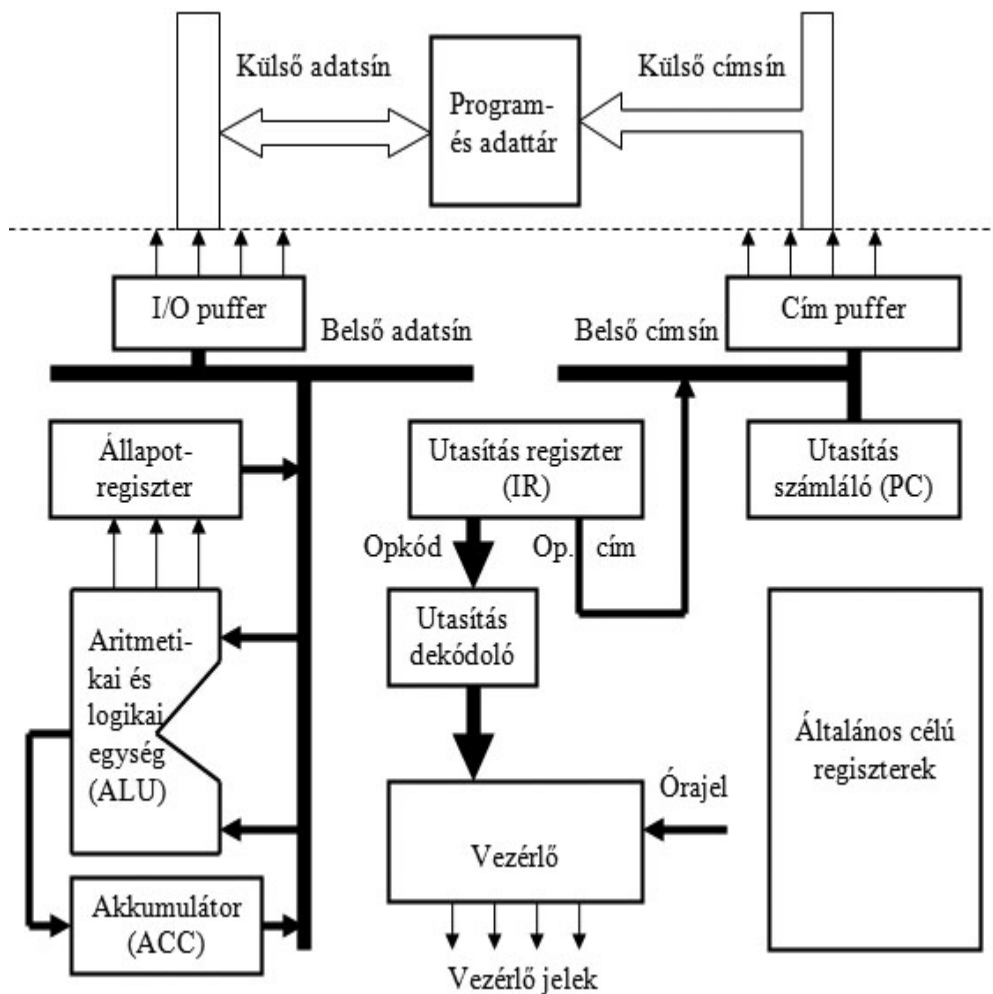 Külső adatsín
Program-
és adattár
Külső címsín
I/O puffer
Cím puffer
Belső adatsín
Belső címsín
Állapot-
regiszter
Utasítás regiszter
(IR)
Utasítás
számláló (PC)
Opkód
Op. cím
Utasítás
dekódoló
Aritmeti-
kai és
logikai
egység
(ALU)
Általános célú
regiszterek
Órajel
Vezérlő
Akkumulátor
(ACC)
Vezérlő jelek